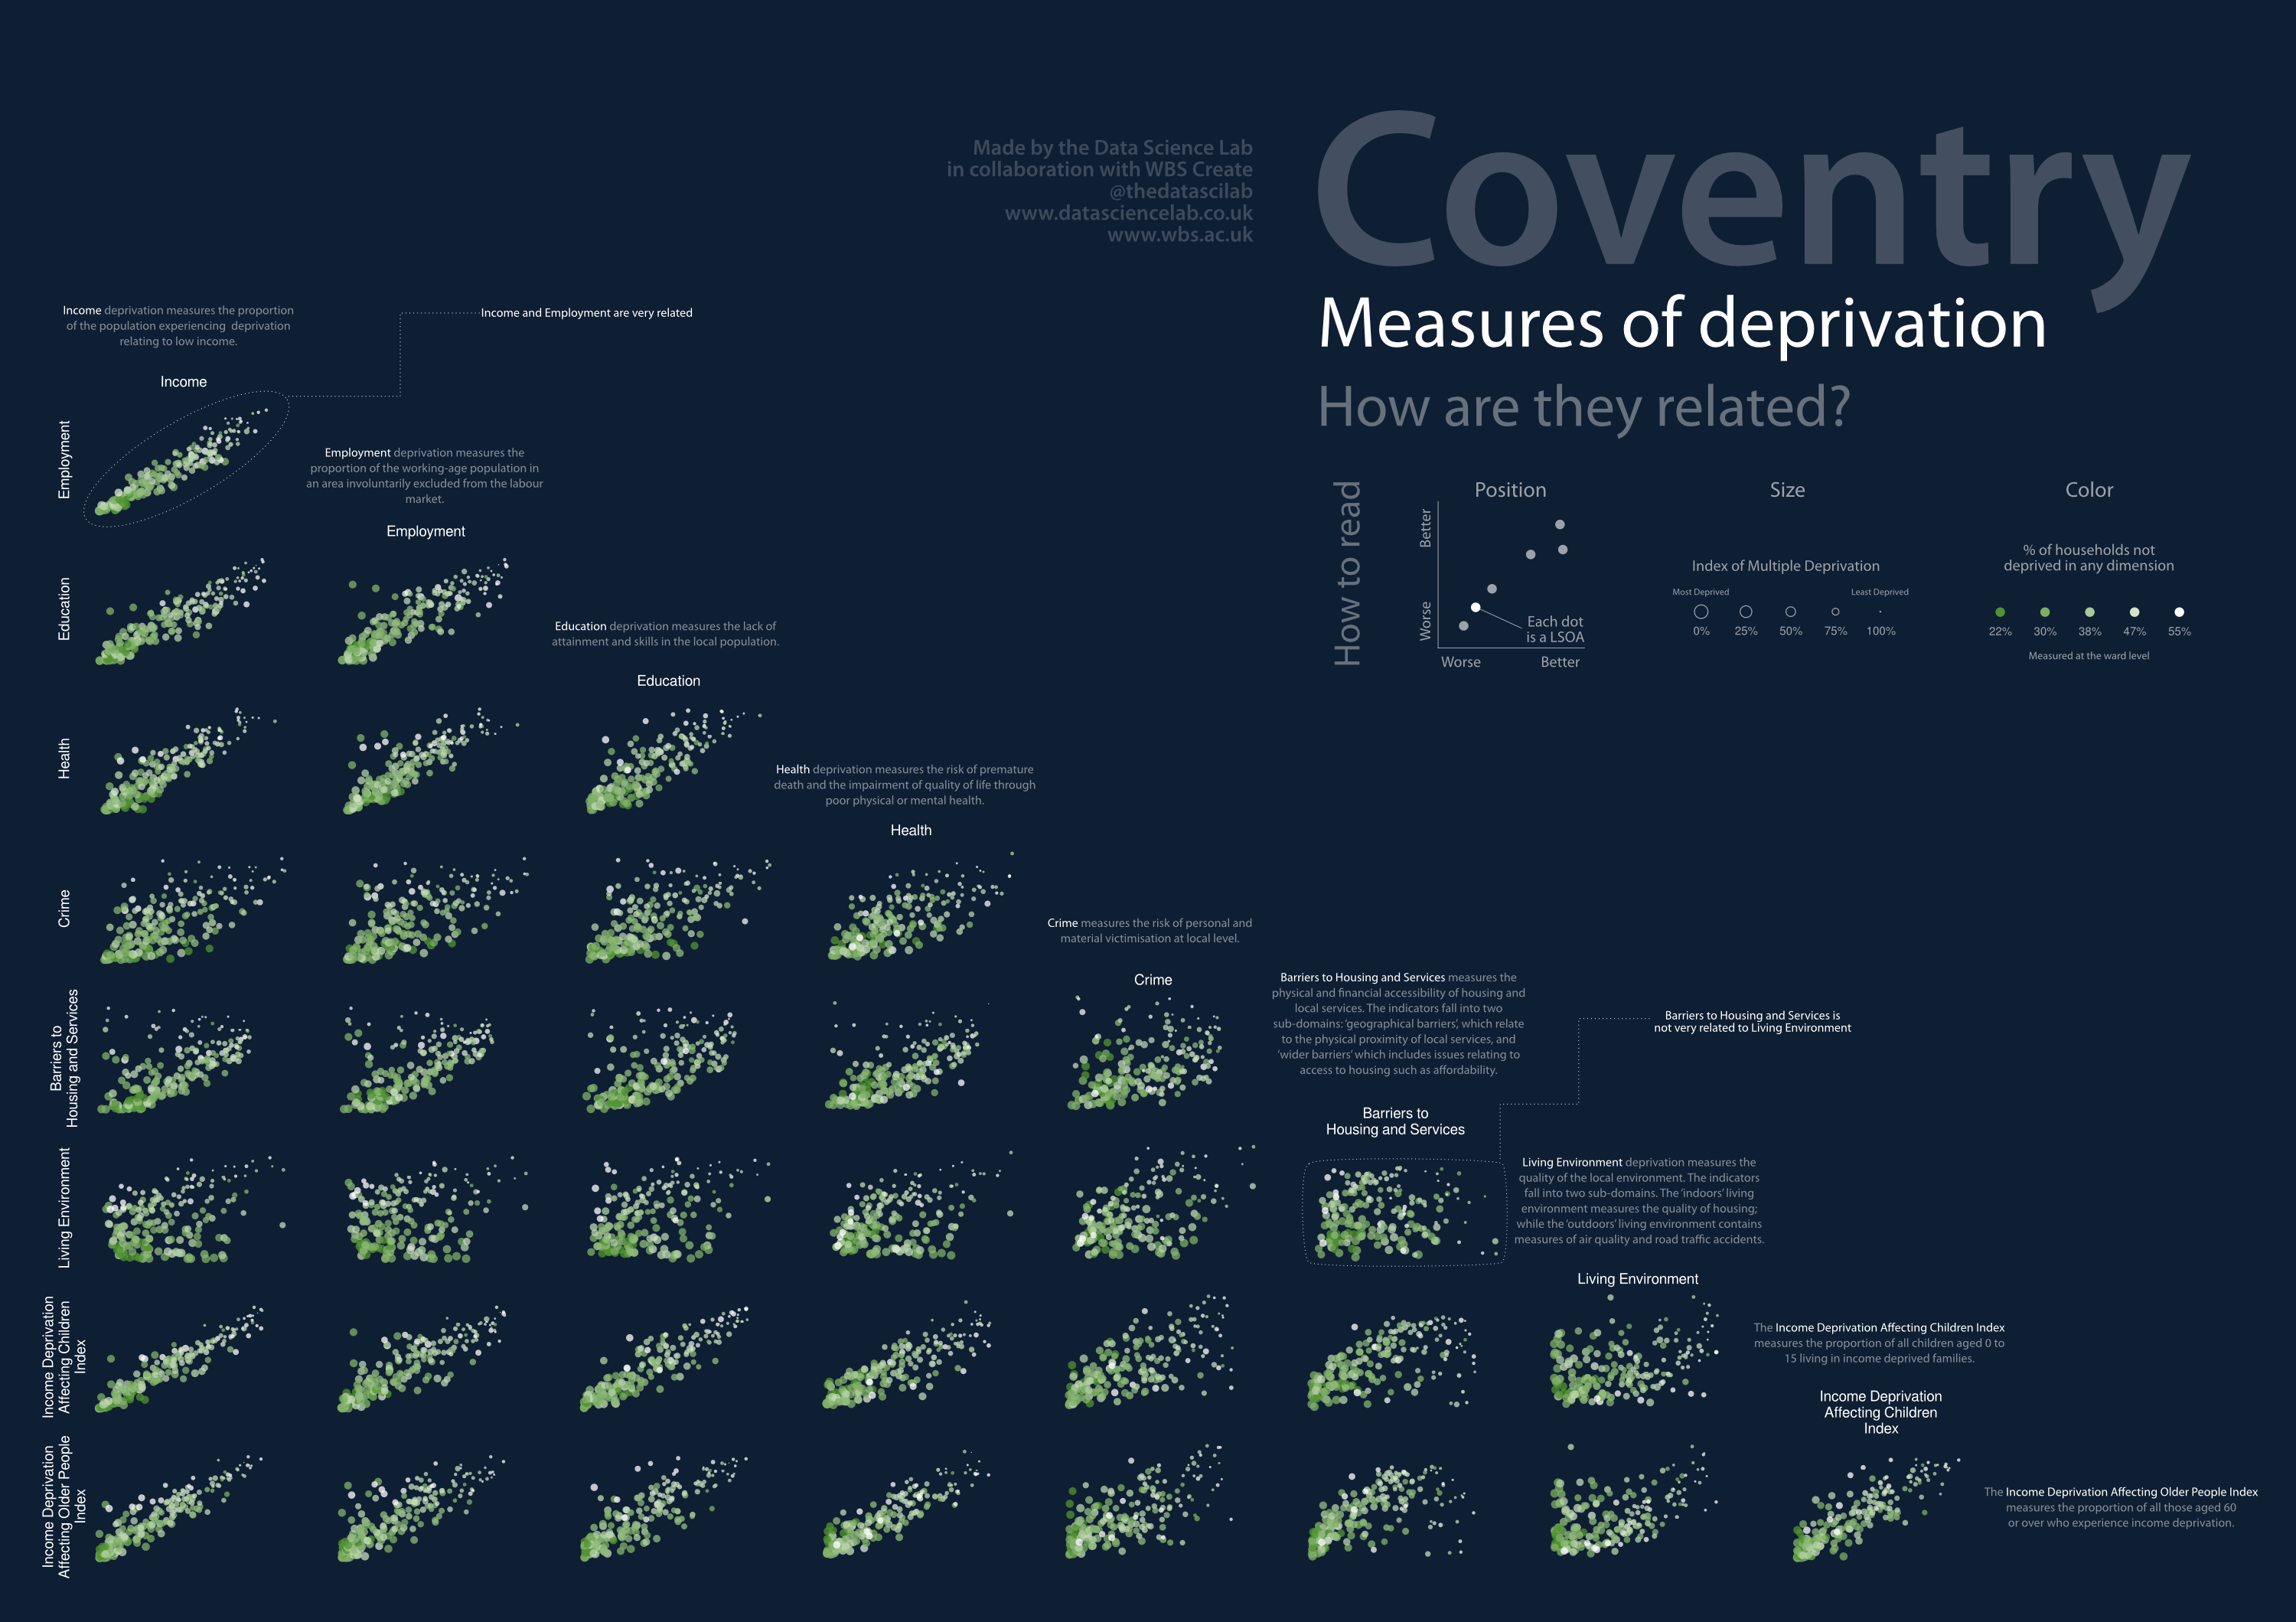 Made by the Data Science Lab
in collaboration with WBS Create
@thedatascilab
www.datasciencelab.co.uk
www.wbs.ac.uk
Coventry
Measures of deprivation
How are they related?
How to read
Position
Better
Worse
Each dot
is a LSOA
Worse
Better
Size
Index of Multiple Deprivation
Most Deprived
Least Deprived
0%
25%
50%
75%
100%
Color
% of households not
deprived in any dimension
22%
30%
38%
47%
55%
Measured at the ward level
Income deprivation measures the proportion
of the population experiencing deprivation
relating to low income.
Income and Employment are very related
Income
Employment
Employment deprivation measures the
proportion of the working-age population in
an area involuntarily excluded from the labour
market.
Employment
Education
Education deprivation measures the lack of
attainment and skills in the local population.
Education
Health
Health deprivation measures the risk of premature
death and the impairment of quality of life through
poor physical or mental health.
Health
Crime
Crime measures the risk of personal and
material victimisation at local level.
Crime
Barriers to
Housing and Services
Barriers to Housing and Services measures the
physical and financial accessibility of housing and
local services. The indicators fall into two
sub-domains: ‘geographical barriers’, which relate
to the physical proximity of local services, and
‘wider barriers’ which includes issues relating to
access to housing such as affordability.
Barriers to Housing and Services is
not very related to Living Environment
Barriers to
Housing and Services
Living Environment
Living Environment deprivation measures the
quality of the local environment. The indicators
fall into two sub-domains. The ‘indoors’ living
environment measures the quality of housing;
while the ‘outdoors’ living environment contains
measures of air quality and road traffic accidents.
Living Environment
Income Deprivation
Affecting Children
Index
The Income Deprivation Affecting Children Index
measures the proportion of all children aged 0 to
15 living in income deprived families.
Income Deprivation
Affecting Children
Index
Income Deprivation
Affecting Older People
Index
The Income Deprivation Affecting Older People Index
measures the proportion of all those aged 60
or over who experience income deprivation.